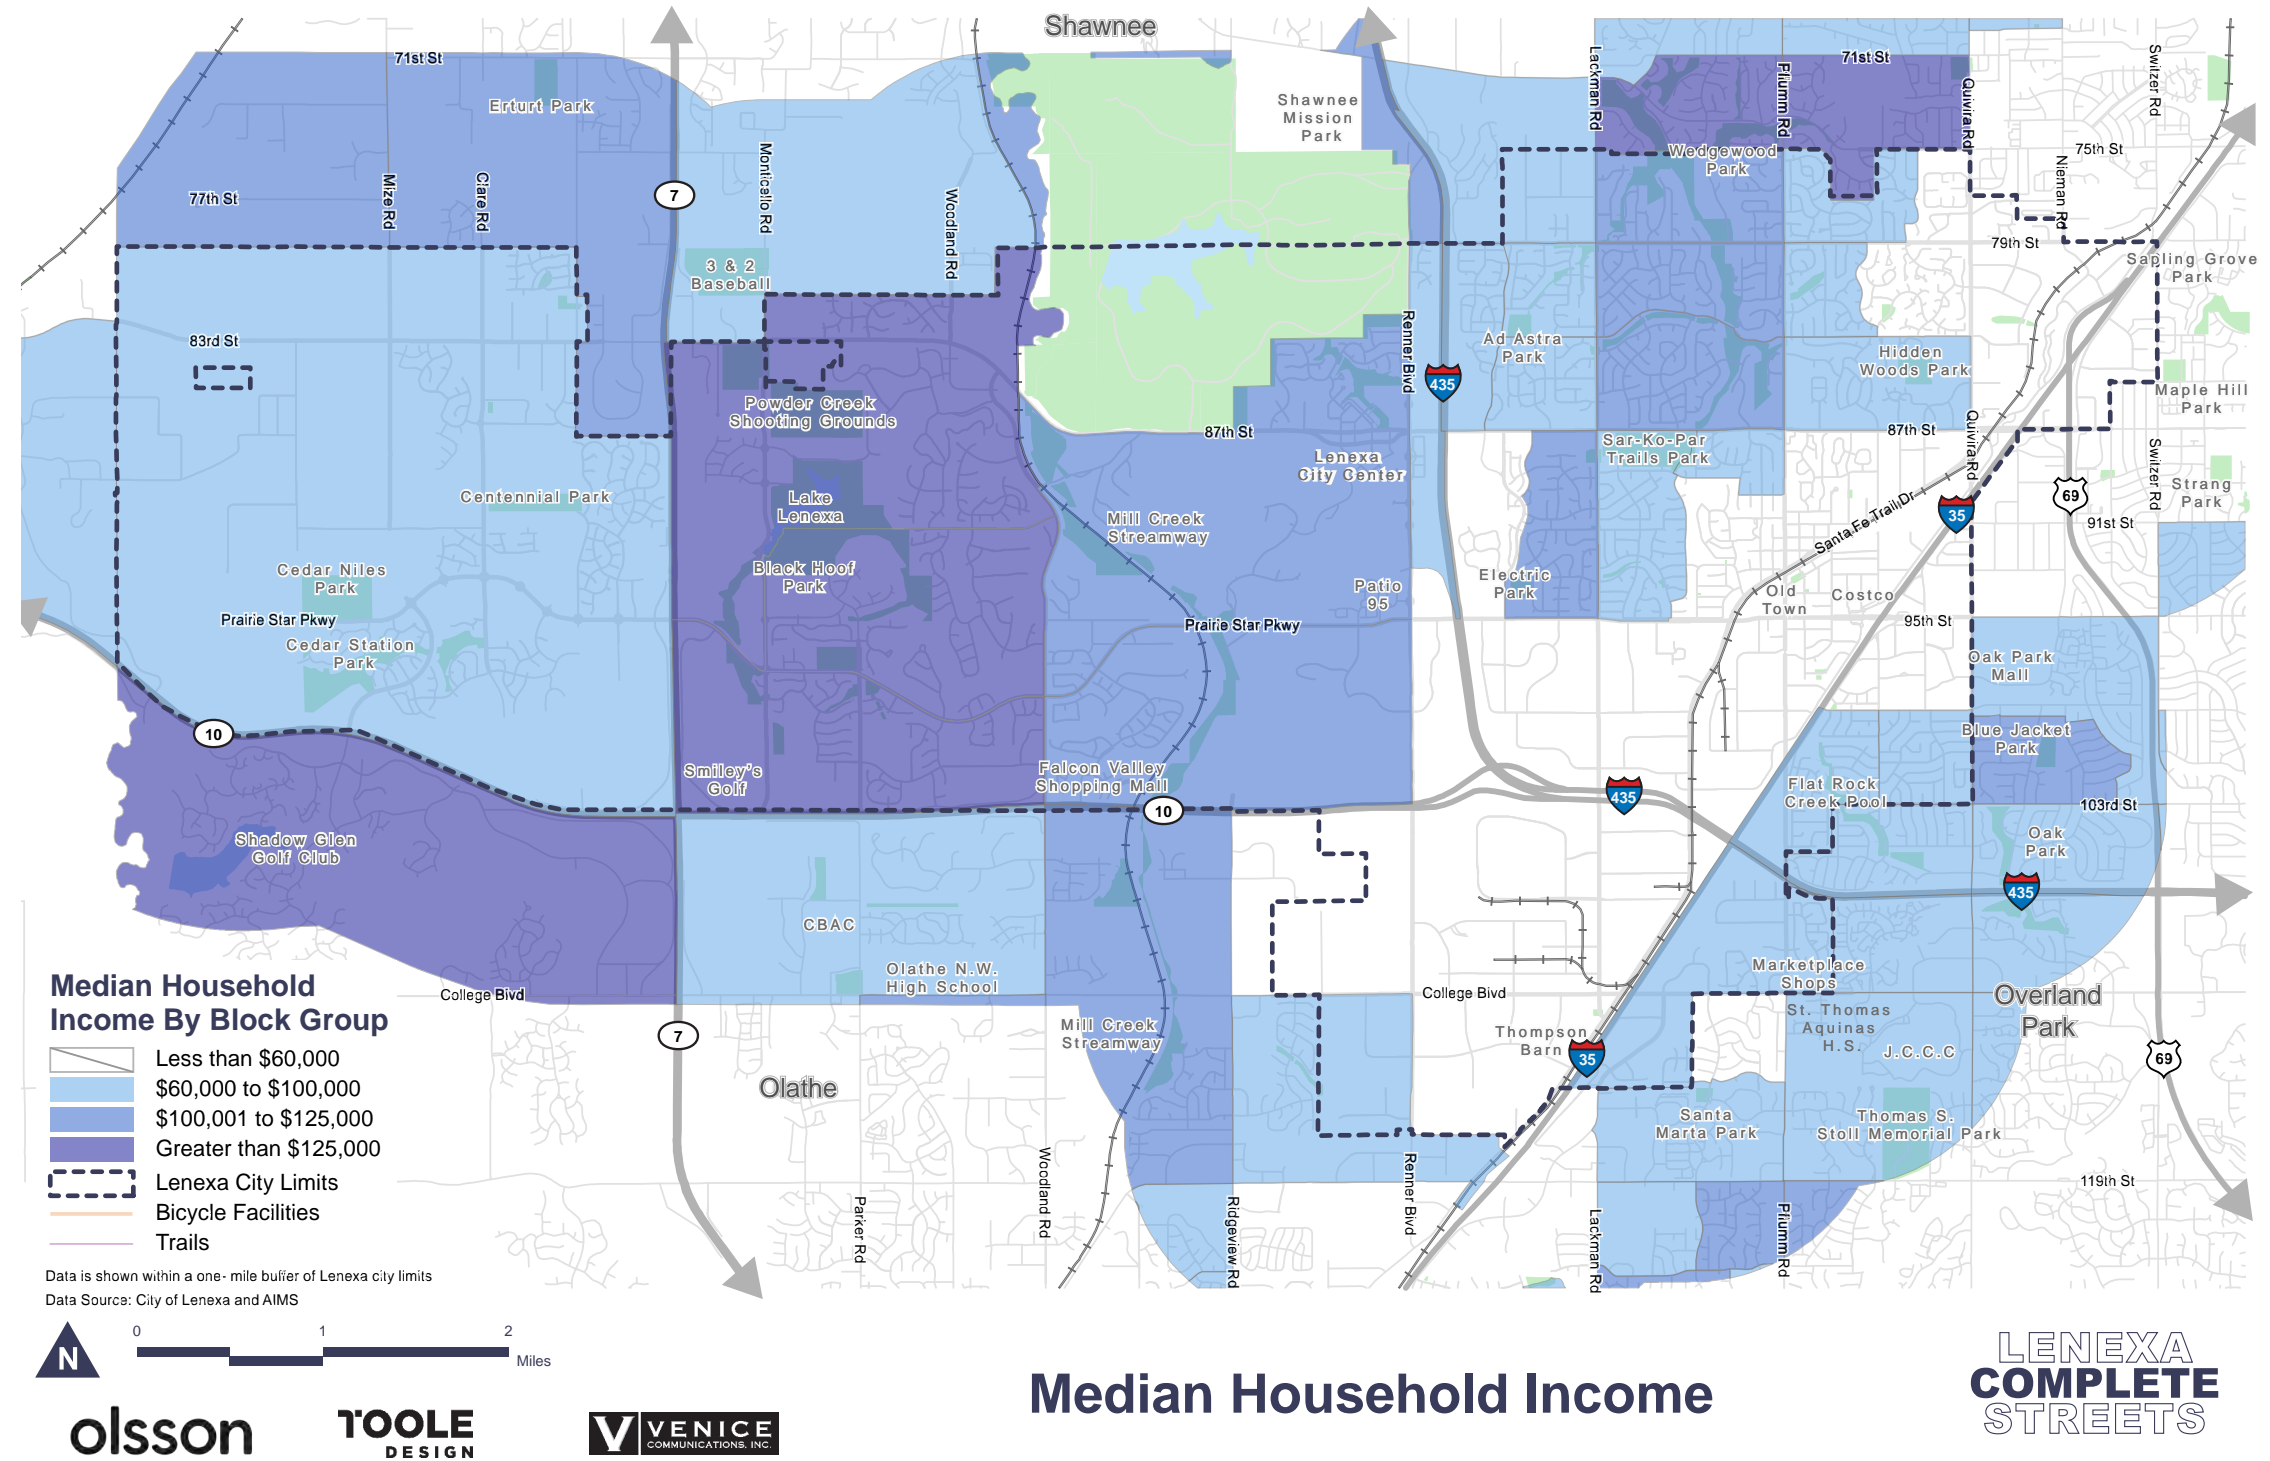 Shawnee
71st St
71st St
Erfurt Park
Shawnee
Mission
Park
Lackman Rd
Pflumm Rd
Quivira Rd
Switzer Rd
75th St
Wedgewood
Park
Nieman Rd
77th St
Mize Rd
Clare Rd
7
Monticello Rd
Woodland Rd
79th St
3 & 2
Baseball
Sapling Grove
Park
83rd St
Renner Blvd
Ad Astra
Park
Hidden
Woods Park
435
Maple Hill
Park
Powder Creek
Shooting Grounds
87th St
87th St
Quivira Rd
Switzer Rd
Lenexa
City Center
Sar-Ko-Par
Trails Park
Centennial Park
Lake
Lenexa
Mill Creek
Streamway
Santa Fe Trail Dr
35
69
Strang
Park
91st St
Cedar Niles
Park
Black Hoof
Park
Patio
95
Electric
Park
Old
Town
Costco
Prairie Star Pkwy
Prairie Star Pkwy
95th St
Cedar Station
Park
Oak Park
Mall
10
Blue Jacket
Park
Smiley's
Golf
Falcon Valley
Shopping Mall
10
435
Flat Rock
Creek Pool
103rd St
Shadow Glen
Golf Club
Oak
Park
435
CBAC
Olathe N.W.
High School
Marketplace
Shops
College Blvd
College Blvd
Overland
Park
St. Thomas
Aquinas
H.S.
J.C.C.C
7
Mill Creek
Streamway
Thompson
Barn
35
69
Olathe
Santa
Marta Park
Thomas S.
Stoll Memorial Park
119th St
Parker Rd
Woodland Rd
Ridgeview Rd
Renner Blvd
Lackman Rd
Pflumm Rd
Median Household
Income By Block Group
Less than $60,000
$60,000 to $100,000
$100,001 to $125,000
Greater than $125,000
Lenexa City Limits
Bicycle Facilities
Trails
Data is shown within a one- mile buffer of Lenexa city limits
Data Source: City of Lenexa and AIMS
N
0 1 2
Miles
olsson
TOOLE
DESIGN
V VENICE
COMMUNICATIONS, INC.
Median Household Income
LENEXA
COMPLETE
STREETS